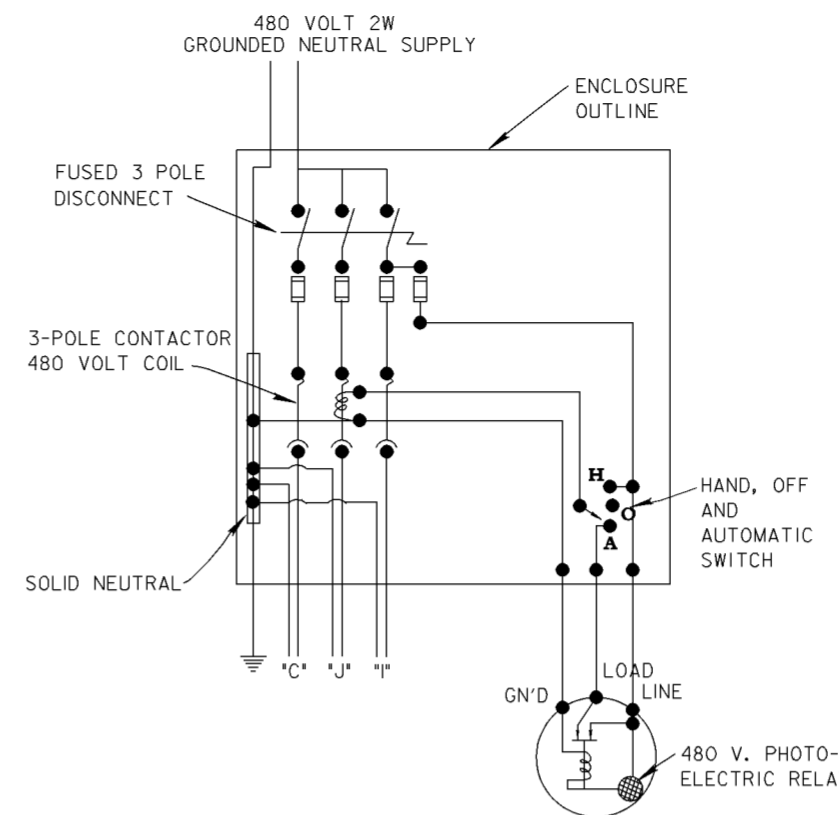 480 VOLT 2W
GROUNDED NEUTRAL SUPPLY
ENCLOSURE
OUTLINE
FUSED 3 POLE
DISCONNECT
3-POLE CONTACTOR
480 VOLT COIL
H
O
A
HAND, OFF
AND
AUTOMATIC
SWITCH
SOLID NEUTRAL
"C" "J" "I"
GN'D
LOAD
LINE
480 V. PHOTO-
ELECTRIC RELA